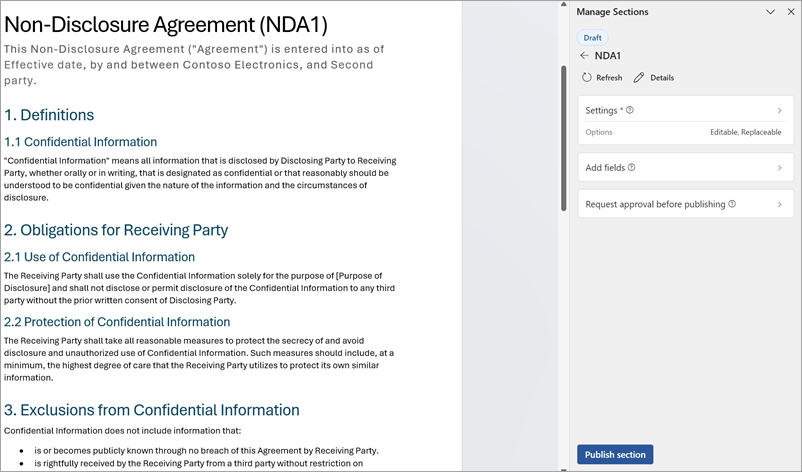 Non-Disclosure Agreement (NDA1)
This Non-Disclosure Agreement ("Agreement") is entered into as of
Effective date, by and between Contoso Electronics, and Second
party.
1. Definitions
1.1 Confidential Information
"Confidential Information" means all information that is disclosed by Disclosing Party to Receiving
Party, whether orally or in writing, that is designated as confidential or that reasonably should be
understood to be confidential given the nature of the information and the circumstances of
disclosure.
2. Obligations for Receiving Party
2.1 Use of Confidential Information
The Receiving Party shall use the Confidential Information solely for the purpose of [Purpose of
Disclosure] and shall not disclose or permit disclosure of the Confidential Information to any third
party without the prior written consent of Disclosing Party.
2.2 Protection of Confidential Information
The Receiving Party shall take all reasonable measures to protect the secrecy of and avoid
disclosure and unauthorized use of Confidential Information. Such measures should include, at a
minimum, the highest degree of care that the Receiving Party utilizes to protect its own similar
information.
3. Exclusions from Confidential Information
Confidential Information does not include information that:
• is or becomes publicly known through no breach of this Agreement by Receiving Party.
• is rightfully received by the Receiving Party from a third party without restriction on
Manage Sections
Draft
NDA1
Refresh Details
Settings *
Options Editable, Replaceable
Add fields
Request approval before publishing
Publish section